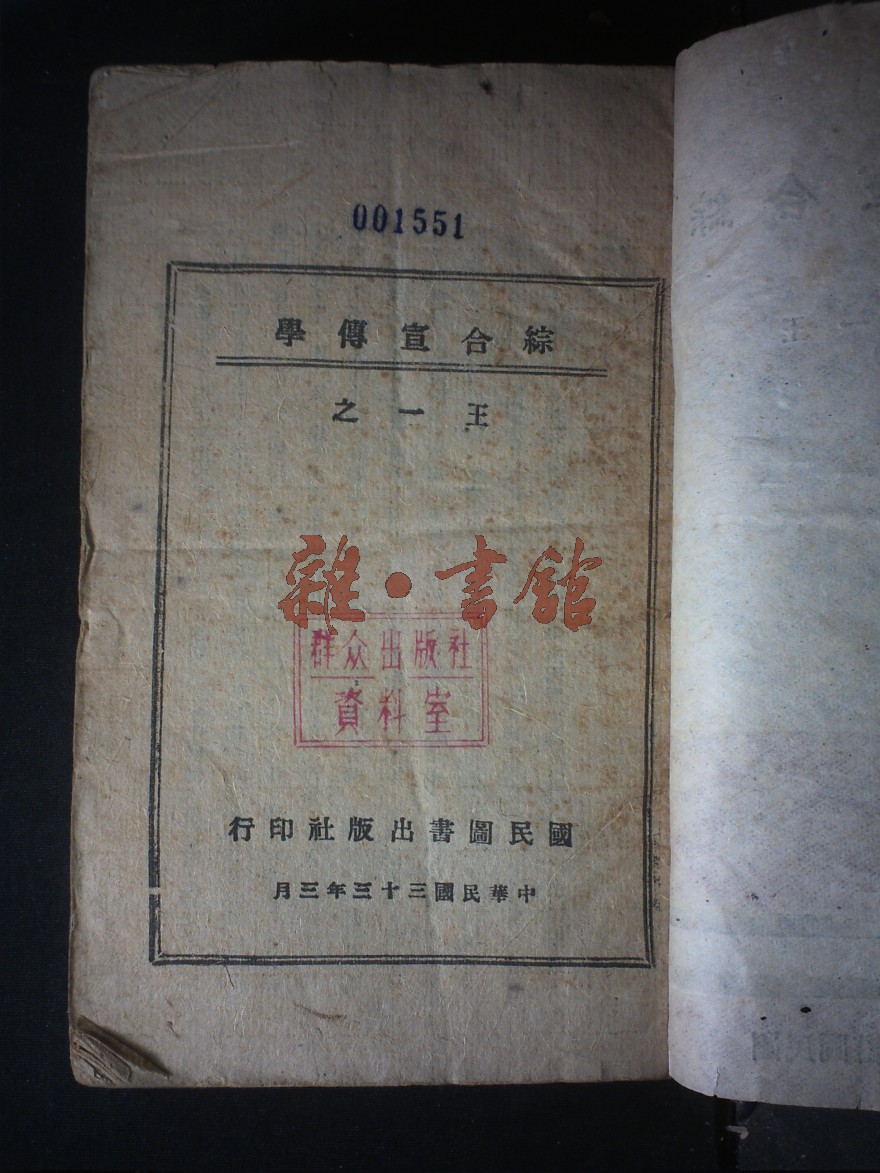 001551
綜合宣傳學
王一之
雜·書館
群众出版社
資料室
國民圖書出版社印行
中華民國三十三年三月